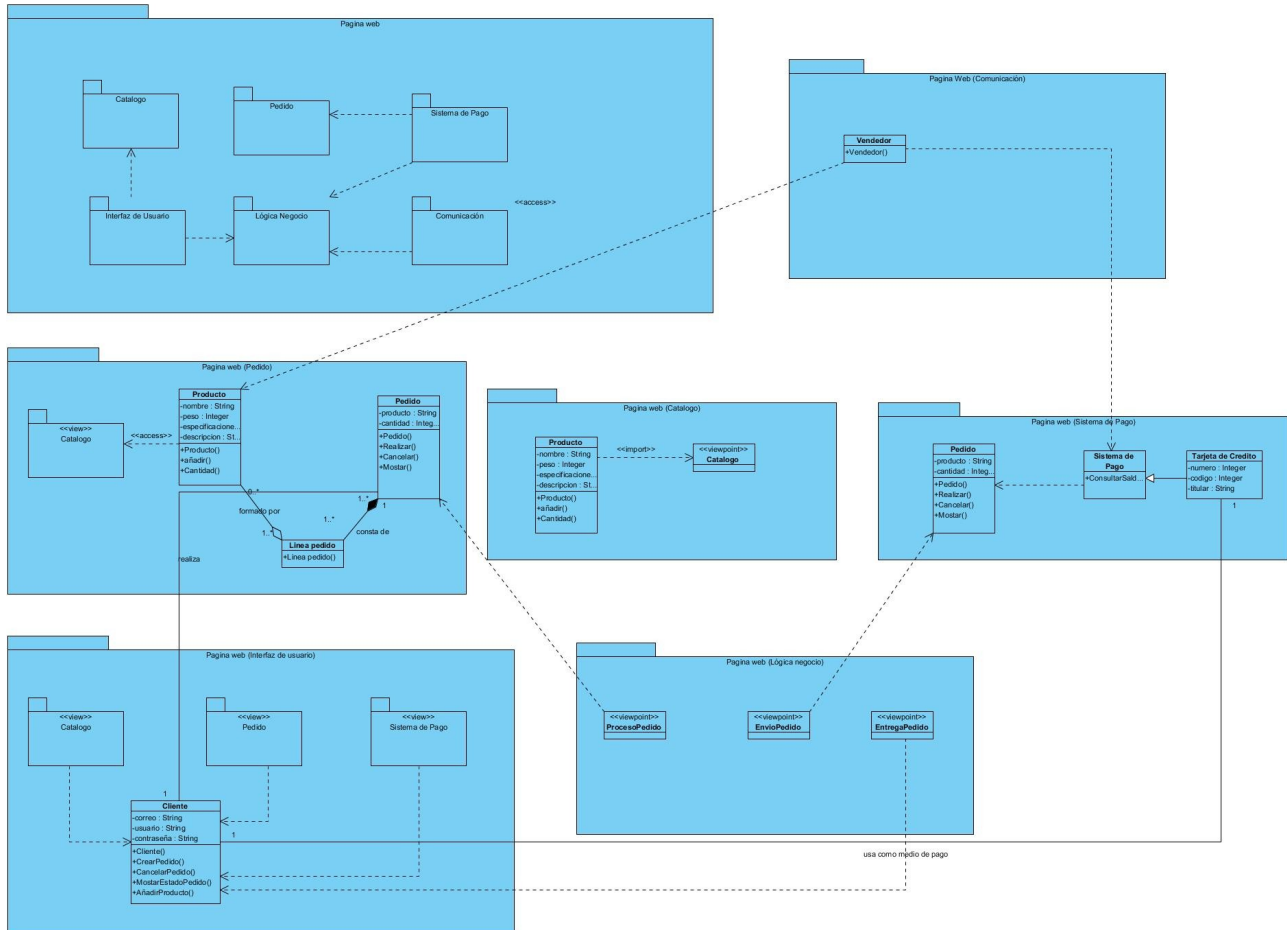 Pagina web
Catalogo
Pedido
Sistema de Pago
Interfaz de Usuario
Lógica Negocio
Comunicación
<<access>>
Pagina Web (Comunicación)
Vendedor
+Vendedor()
Pagina web (Pedido)
<<view>>
Catalogo
<<access>>
Producto
-nombre : String
-peso : Integer
-especificacione...
-descripcion : St...
+Producto()
+añadir()
+Cantidad()
Pedido
-producto : String
-cantidad : Integ...
+Pedido()
+Realizar()
+Cancelar()
+Mostar()
0..*
formado por
1..*
1..*
1..*
1
consta de
Linea pedido
+Linea pedido()
realiza
Pagina web (Catalogo)
Producto
-nombre : String
-peso : Integer
-especificacione...
-descripcion : St...
+Producto()
+añadir()
+Cantidad()
<<import>>
<<viewpoint>>
Catalogo
Pagina web (Sistema de Pago)
Pedido
-producto : String
-cantidad : Integ...
+Pedido()
+Realizar()
+Cancelar()
+Mostar()
Sistema de
Pago
+ConsultarSald...
Tarjeta de Credito
-numero : Integer
-codigo : Integer
-titular : String
1
Pagina web (Interfaz de usuario)
<<view>>
Catalogo
<<view>>
Pedido
<<view>>
Sistema de Pago
1
Cliente
-correo : String
-usuario : String
-contraseña : String
+Cliente()
+CrearPedido()
+CancelarPedido()
+MostarEstadoPedido()
+AñadirProducto()
1
Pagina web (Lógica negocio)
<<viewpoint>>
ProcesoPedido
<<viewpoint>>
EnvioPedido
<<viewpoint>>
EntregaPedido
usa como medio de pago